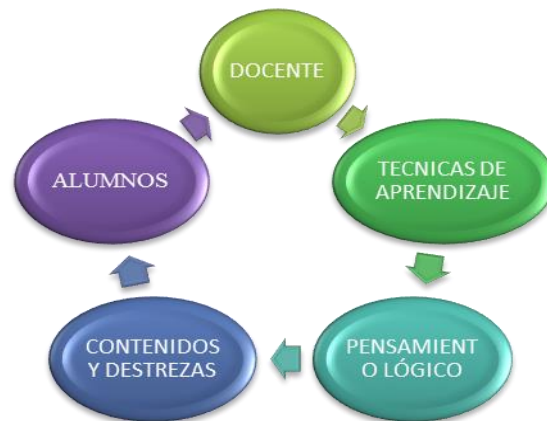 DOCENTE
TECNICAS DE
APRENDIZAJE
PENSAMIENT
O LÓGICO
CONTENIDOS
Y DESTREZAS
ALUMNOS